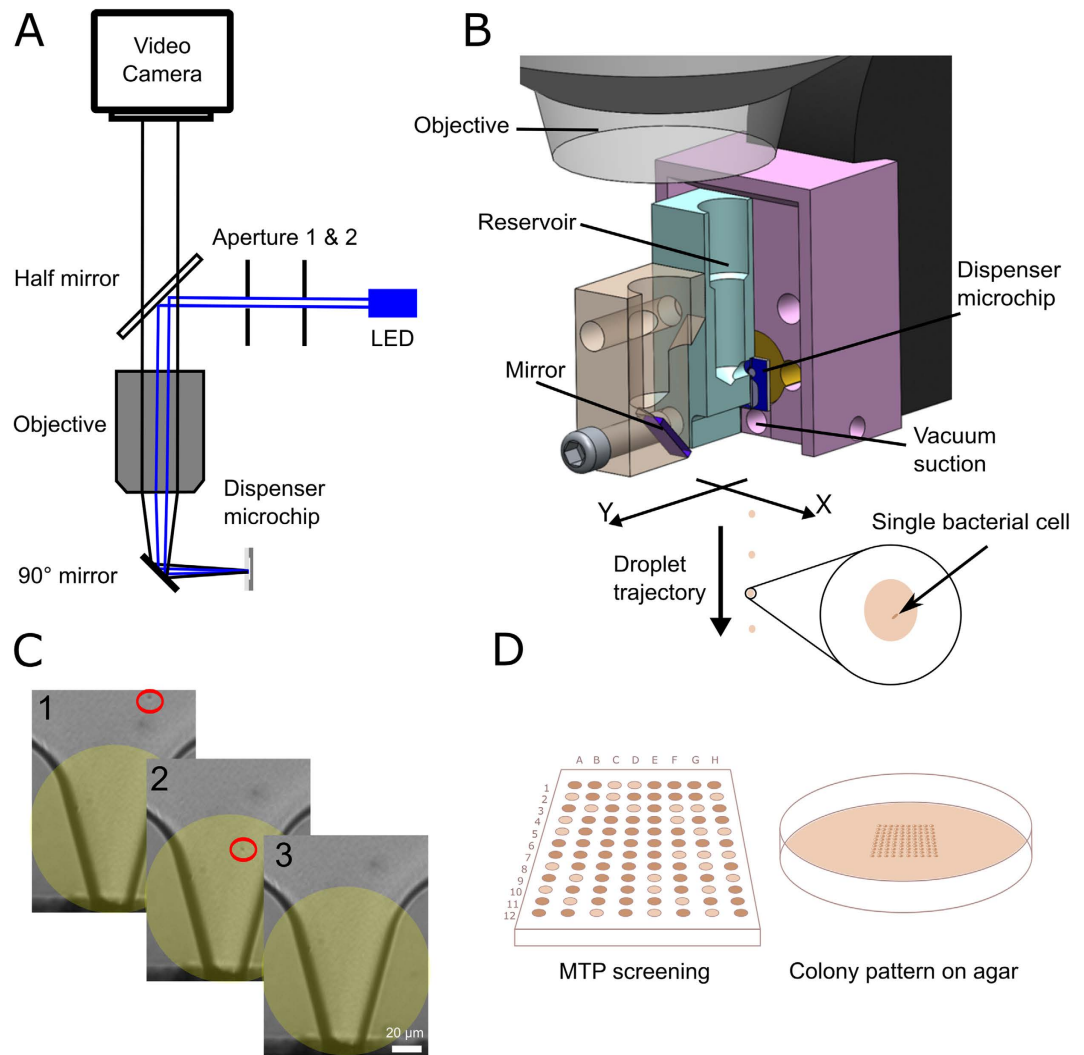 A
Video
Camera
Aperture 1 & 2
Half mirror
LED
Objective
Dispenser
microchip
90° mirror
B
Objective
Reservoir
Dispenser
microchip
Mirror
Vacuum
suction
Y
X
Single bacterial cell
Droplet
trajectory
C
1
2
3
20 µm
D
A B C D E F G H
1
2
3
4
5
6
7
8
9
10
11
12
MTP screening
Colony pattern on agar